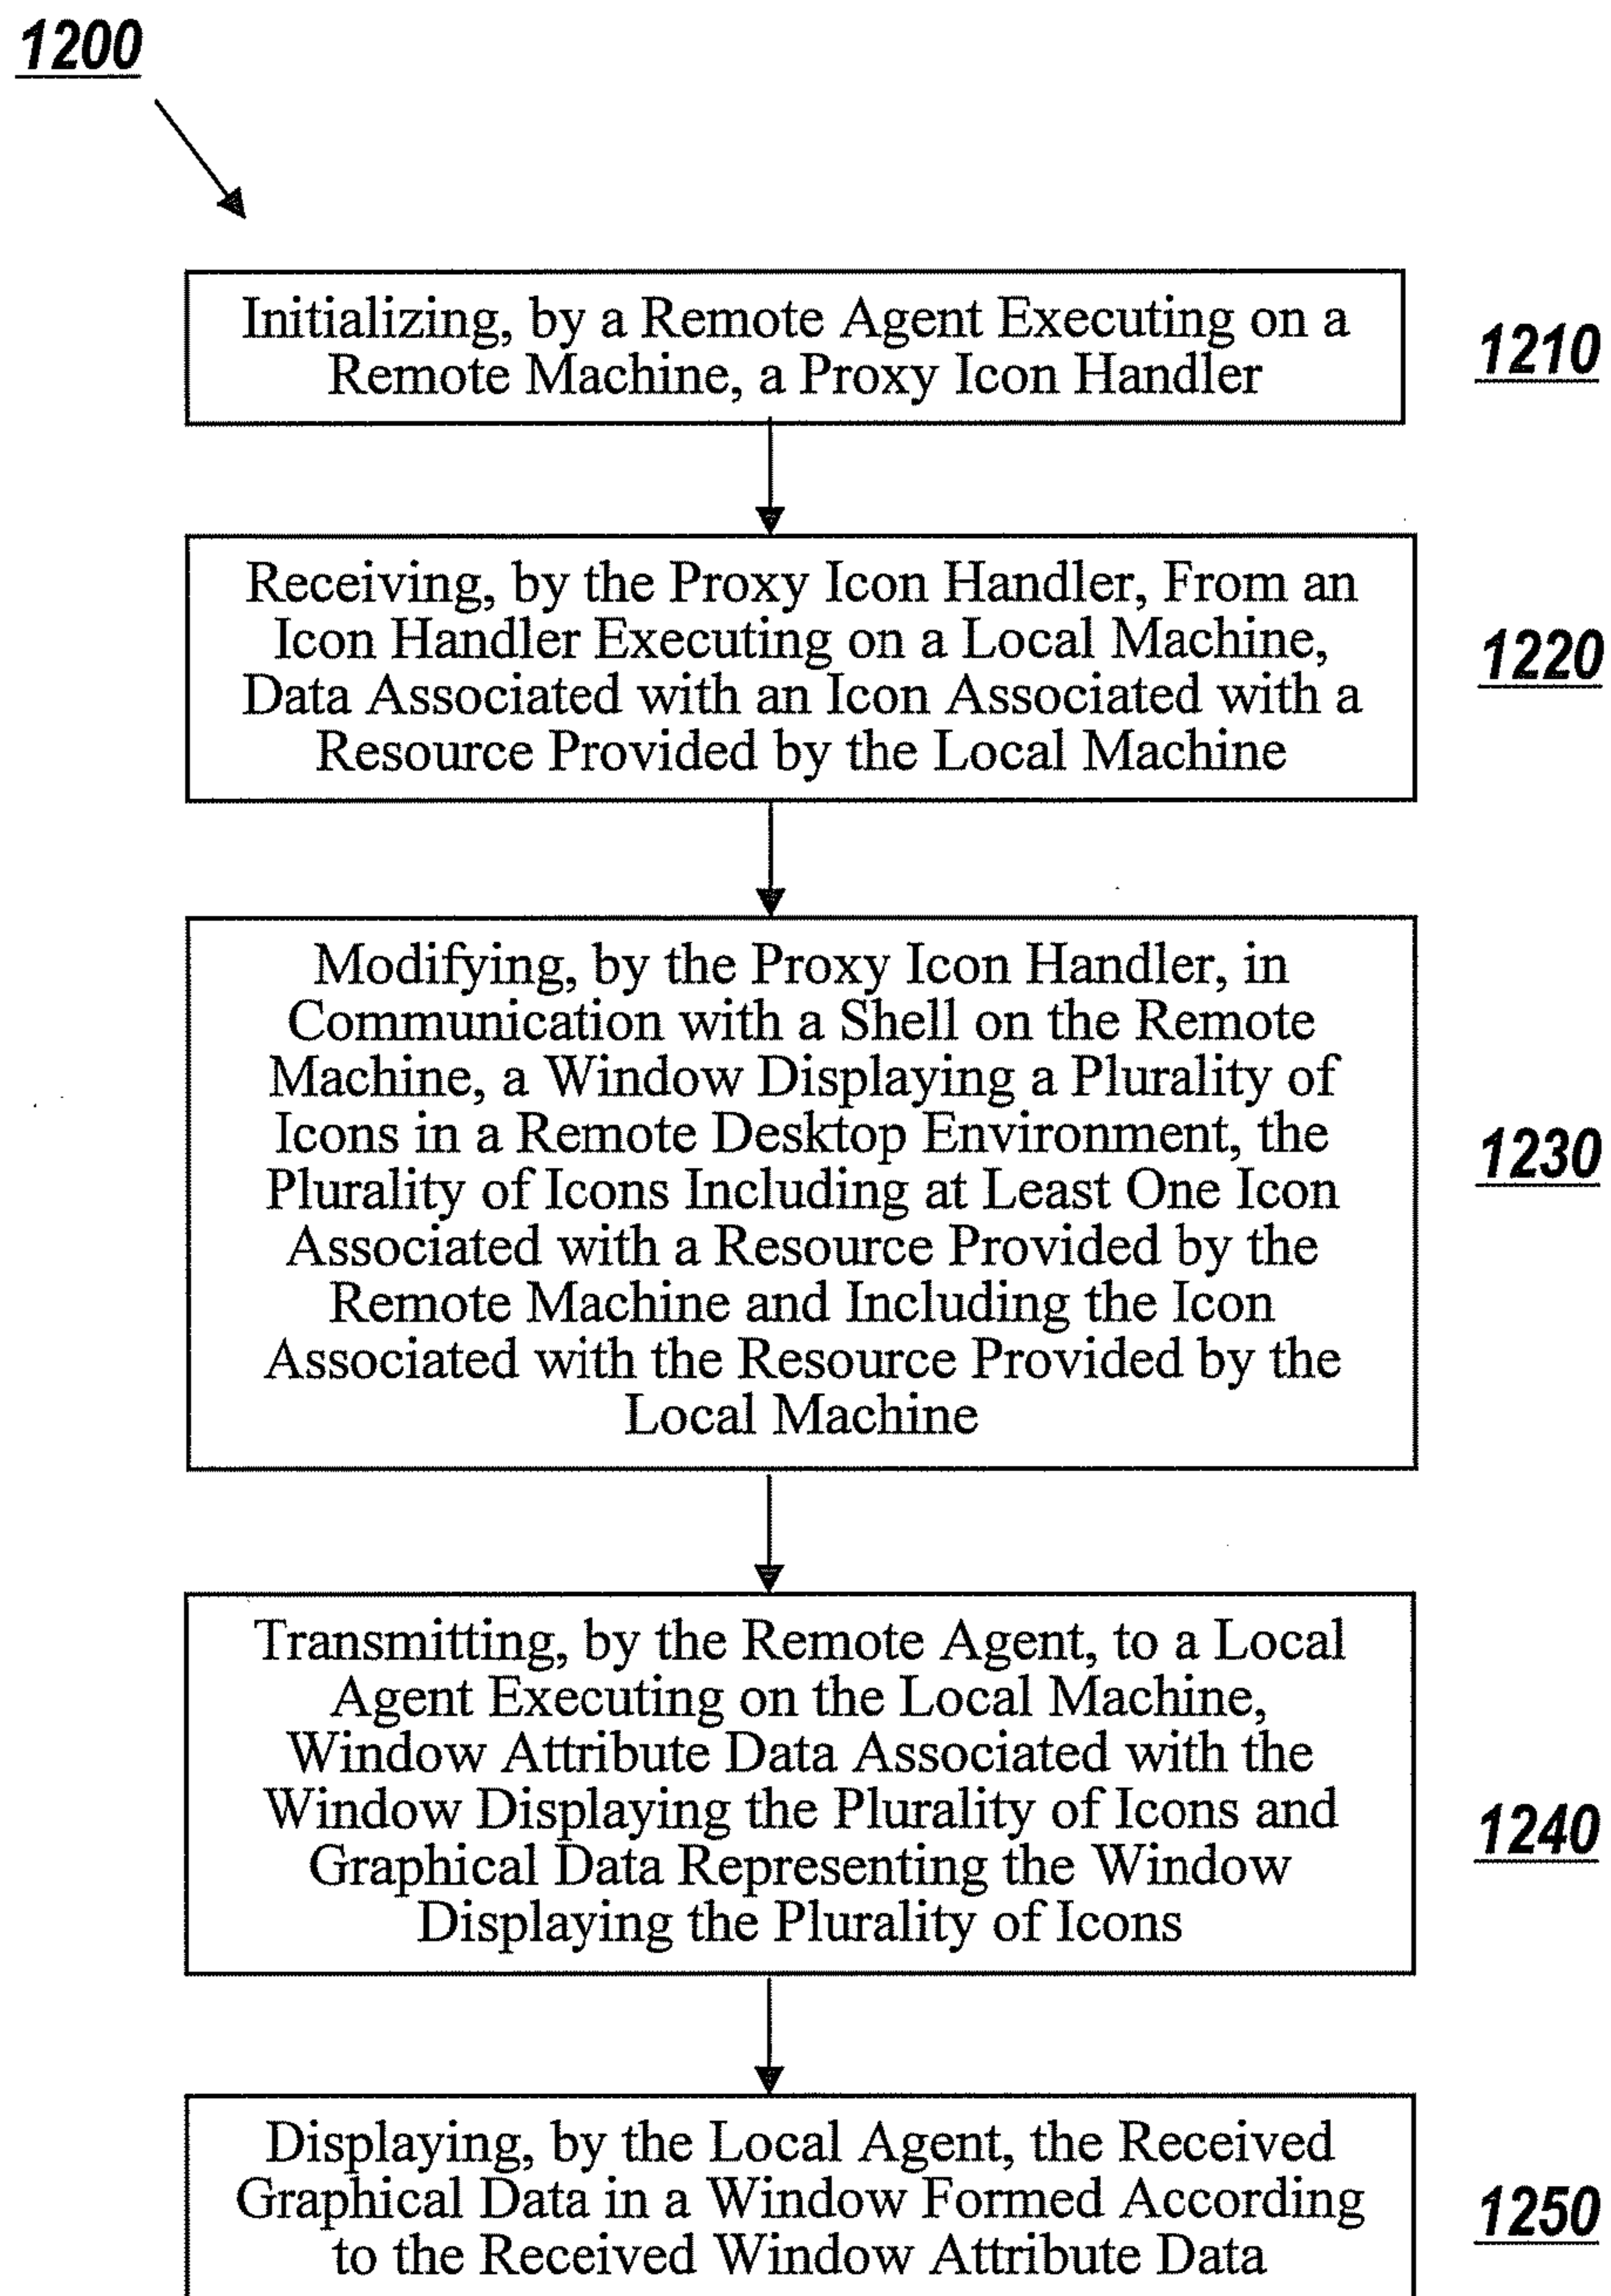 1200
Initializing, by a Remote Agent Executing on a
Remote Machine, a Proxy Icon Handler
1210
Receiving, by the Proxy Icon Handler, From an
Icon Handler Executing on a Local Machine,
Data Associated with an Icon Associated with a
Resource Provided by the Local Machine
1220
Modifying, by the Proxy Icon Handler, in
Communication with a Shell on the Remote
Machine, a Window Displaying a Plurality of
Icons in a Remote Desktop Environment, the
Plurality of Icons Including at Least One Icon
Associated with a Resource Provided by the
Remote Machine and Including the Icon
Associated with the Resource Provided by the
Local Machine
1230
Transmitting, by the Remote Agent, to a Local
Agent Executing on the Local Machine,
Window Attribute Data Associated with the
Window Displaying the Plurality of Icons and
Graphical Data Representing the Window
Displaying the Plurality of Icons
1240
Displaying, by the Local Agent, the Received
Graphical Data in a Window Formed According
to the Received Window Attribute Data
1250